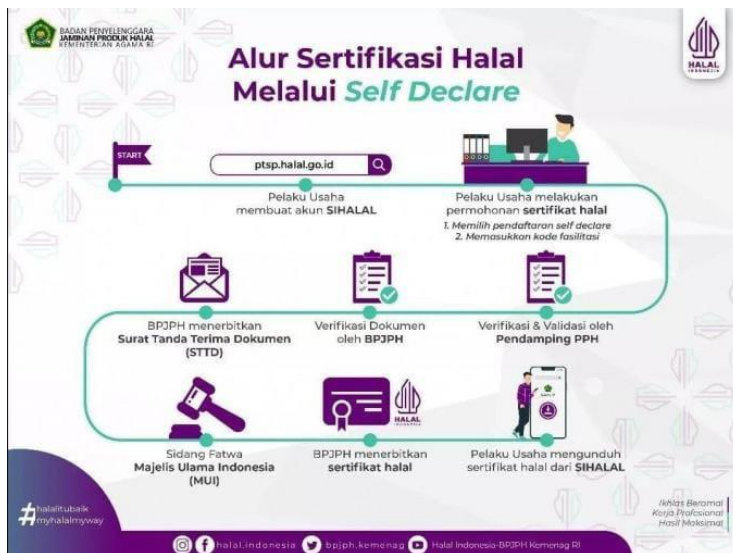 BADAN PENYELENGGARA
JAMINAN PRODUK HALAL
KEMENTERIAN AGAMA RI
HALAL
INDONESIA
Alur Sertifikasi Halal
Melalui Self Declare
START
ptsp.halal.go.id
Pelaku Usaha
membuat akun SIHALAL
Pelaku Usaha melakukan
permohonan sertifikat halal
1. Memilih pendaftaran self declare
2. Memasukkan kode fasilitasi
Verifikasi & Validasi oleh
Pendamping PPH
Verifikasi Dokumen
oleh BPJPH
BPJPH menerbitkan
Surat Tanda Terima Dokumen
(STTD)
Sidang Fatwa
Majelis Ulama Indonesia
(MUI)
HALAL
INDONESIA
BPJPH menerbitkan
sertifikat halal
Pelaku Usaha mengunduh
sertifikat halal dari SIHALAL
#halalitubaik
#myhalalmyway
Ikhlas Beramal
Kerja Profesional
Hasil Maksimal
halal.indonesia
bpjph.kemenag
Halal Indonesia-BPJPH Kemenag RI